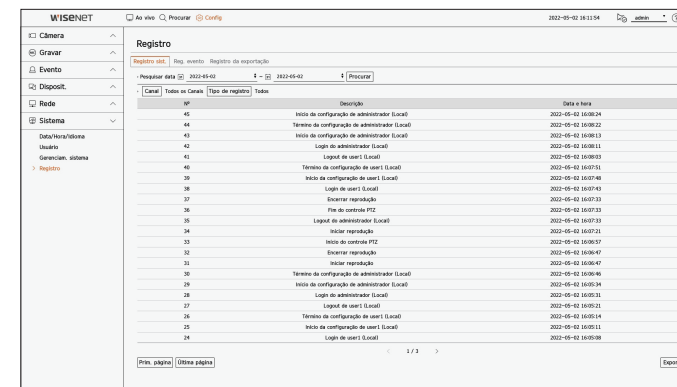 WISENET
Ao vivo Procurar Config 2022-05-02 16:11:54 admin
Câmera
Gravar
Evento
Disposit.
Rede
Sistema
Data/Hora/Idioma
Usuário
Gerenciam. sistema
> Registro
Registro
Registro sist. Reg. evento Registro da exportação
Pesquisar data 2022-05-02 ~ 2022-05-02 Procurar
Canal Todos os Canais Tipo de registro Todos
Nº Descrição Data e hora
45 Início da configuração de administrador (Local) 2022-05-02 16:08:24
44 Término da configuração de administrador (Local) 2022-05-02 16:08:22
43 Início da configuração de administrador (Local) 2022-05-02 16:08:13
42 Login do administrador (Local) 2022-05-02 16:08:11
41 Logout de user1 (Local) 2022-05-02 16:08:03
40 Término da configuração de user1 (Local) 2022-05-02 16:07:51
39 Início da configuração de user1 (Local) 2022-05-02 16:07:48
38 Login de user1 (Local) 2022-05-02 16:07:43
37 Encerrar reprodução 2022-05-02 16:07:33
36 Fim do controle PTZ 2022-05-02 16:07:33
35 Logout do administrador (Local) 2022-05-02 16:07:33
34 Iniciar reprodução 2022-05-02 16:07:21
33 Início do controle PTZ 2022-05-02 16:06:57
32 Encerrar reprodução 2022-05-02 16:06:47
31 Iniciar reprodução 2022-05-02 16:06:47
30 Término da configuração de administrador (Local) 2022-05-02 16:06:46
29 Início da configuração de administrador (Local) 2022-05-02 16:05:34
28 Login do administrador (Local) 2022-05-02 16:05:31
27 Logout de user1 (Local) 2022-05-02 16:05:21
26 Término da configuração de user1 (Local) 2022-05-02 16:05:14
25 Início da configuração de user1 (Local) 2022-05-02 16:05:11
24 Login de user1 (Local) 2022-05-02 16:05:08
< 1 / 3 >
Prim. página Última página Expor